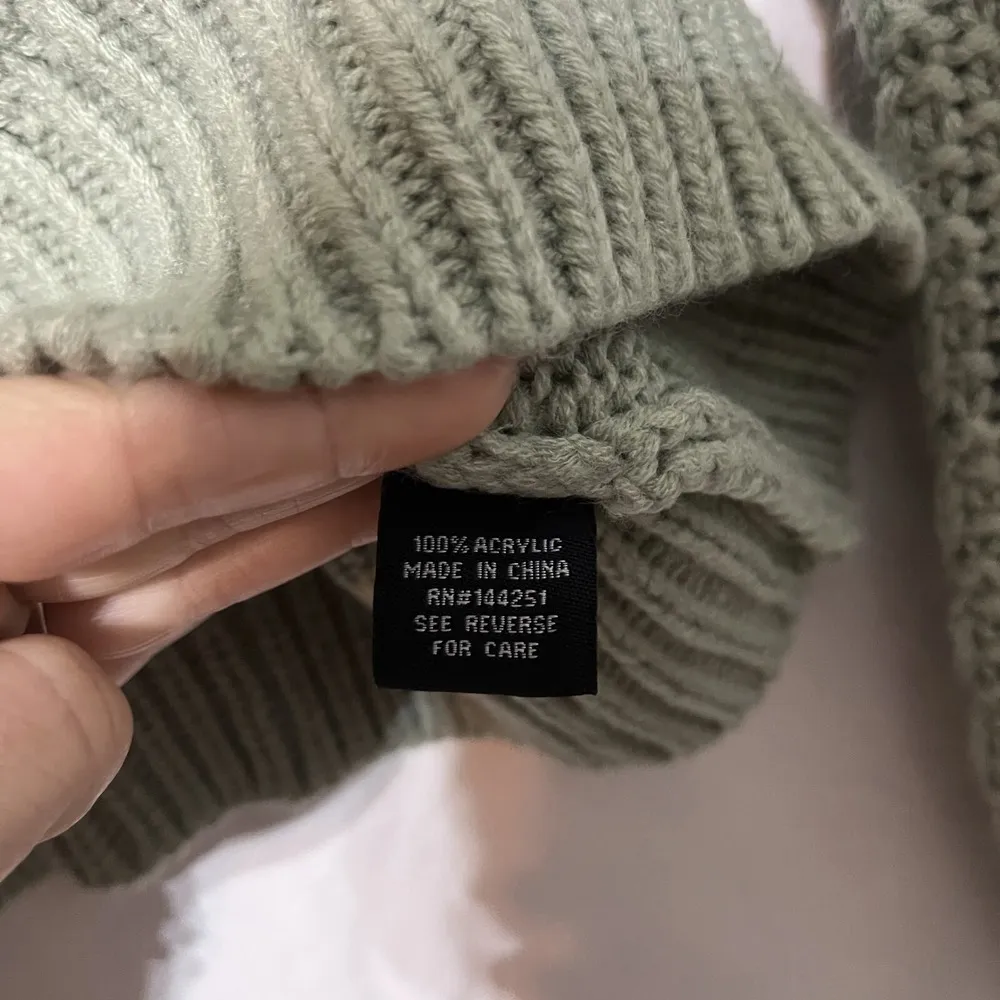 100% ACRYLIC
MADE IN CHINA
RN#144251
SEE REVERSE
FOR CARE